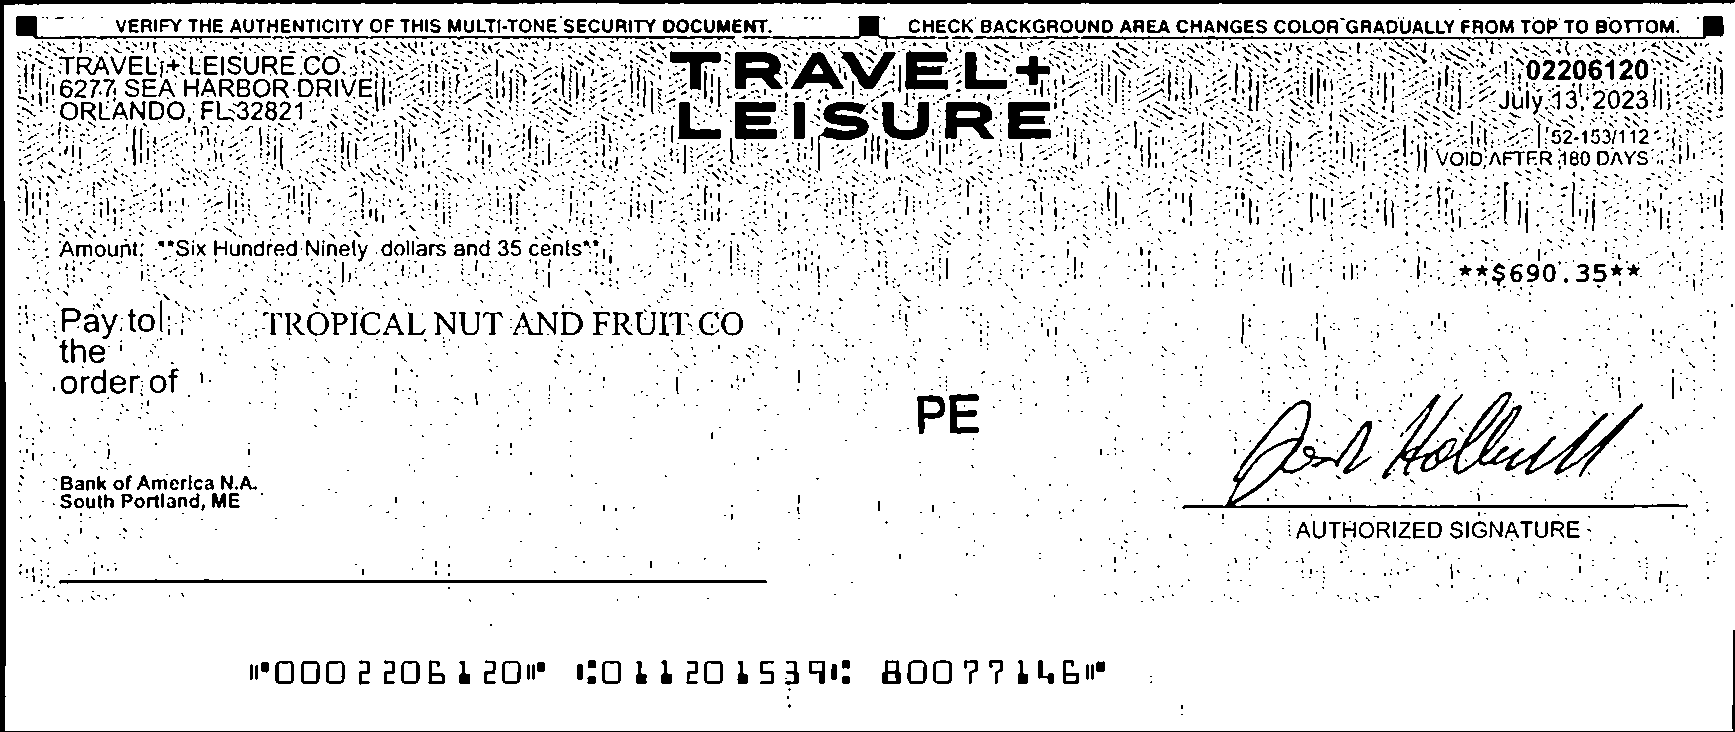 VERIFY THE AUTHENTICITY OF THIS MULTI-TONE SECURITY DOCUMENT. CHECK BACKGROUND AREA CHANGES COLOR GRADUALLY FROM TOP TO BOTTOM.
TRAVEL + LEISURE CO
6277 SEA HARBOR DRIVE
ORLANDO, FL 32821
TRAVEL+
LEISURE
02206120
July 13, 2023
52-153/112
VOID AFTER 180 DAYS
Amount: **Six Hundred Ninety dollars and 35 cents**
**$690.35**
Pay to TROPICAL NUT AND FRUIT CO
the
order of
PE
Bank of America N.A.
South Portland, ME
AUTHORIZED SIGNATURE
⑈0002206120⑈ ⑆011201539⑆ 80077146⑈